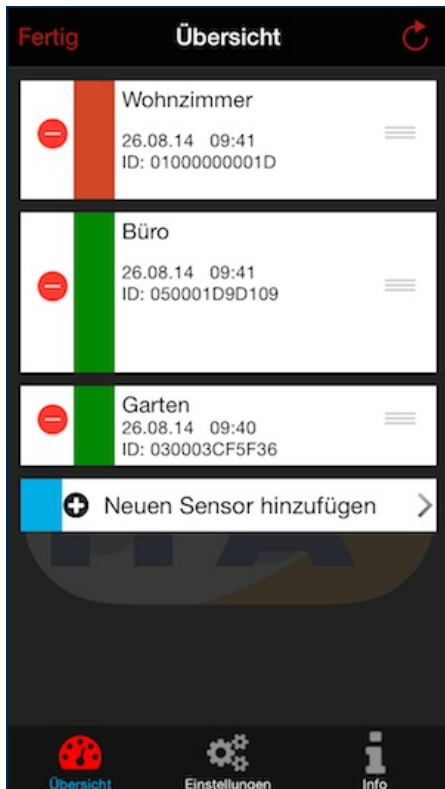 Fertig Übersicht
Wohnzimmer
26.08.14 09:41
ID: 01000000001D
Büro
26.08.14 09:41
ID: 050001D9D109
Garten
26.08.14 09:40
ID: 030003CF5F36
Neuen Sensor hinzufügen
Übersicht Einstellungen Info